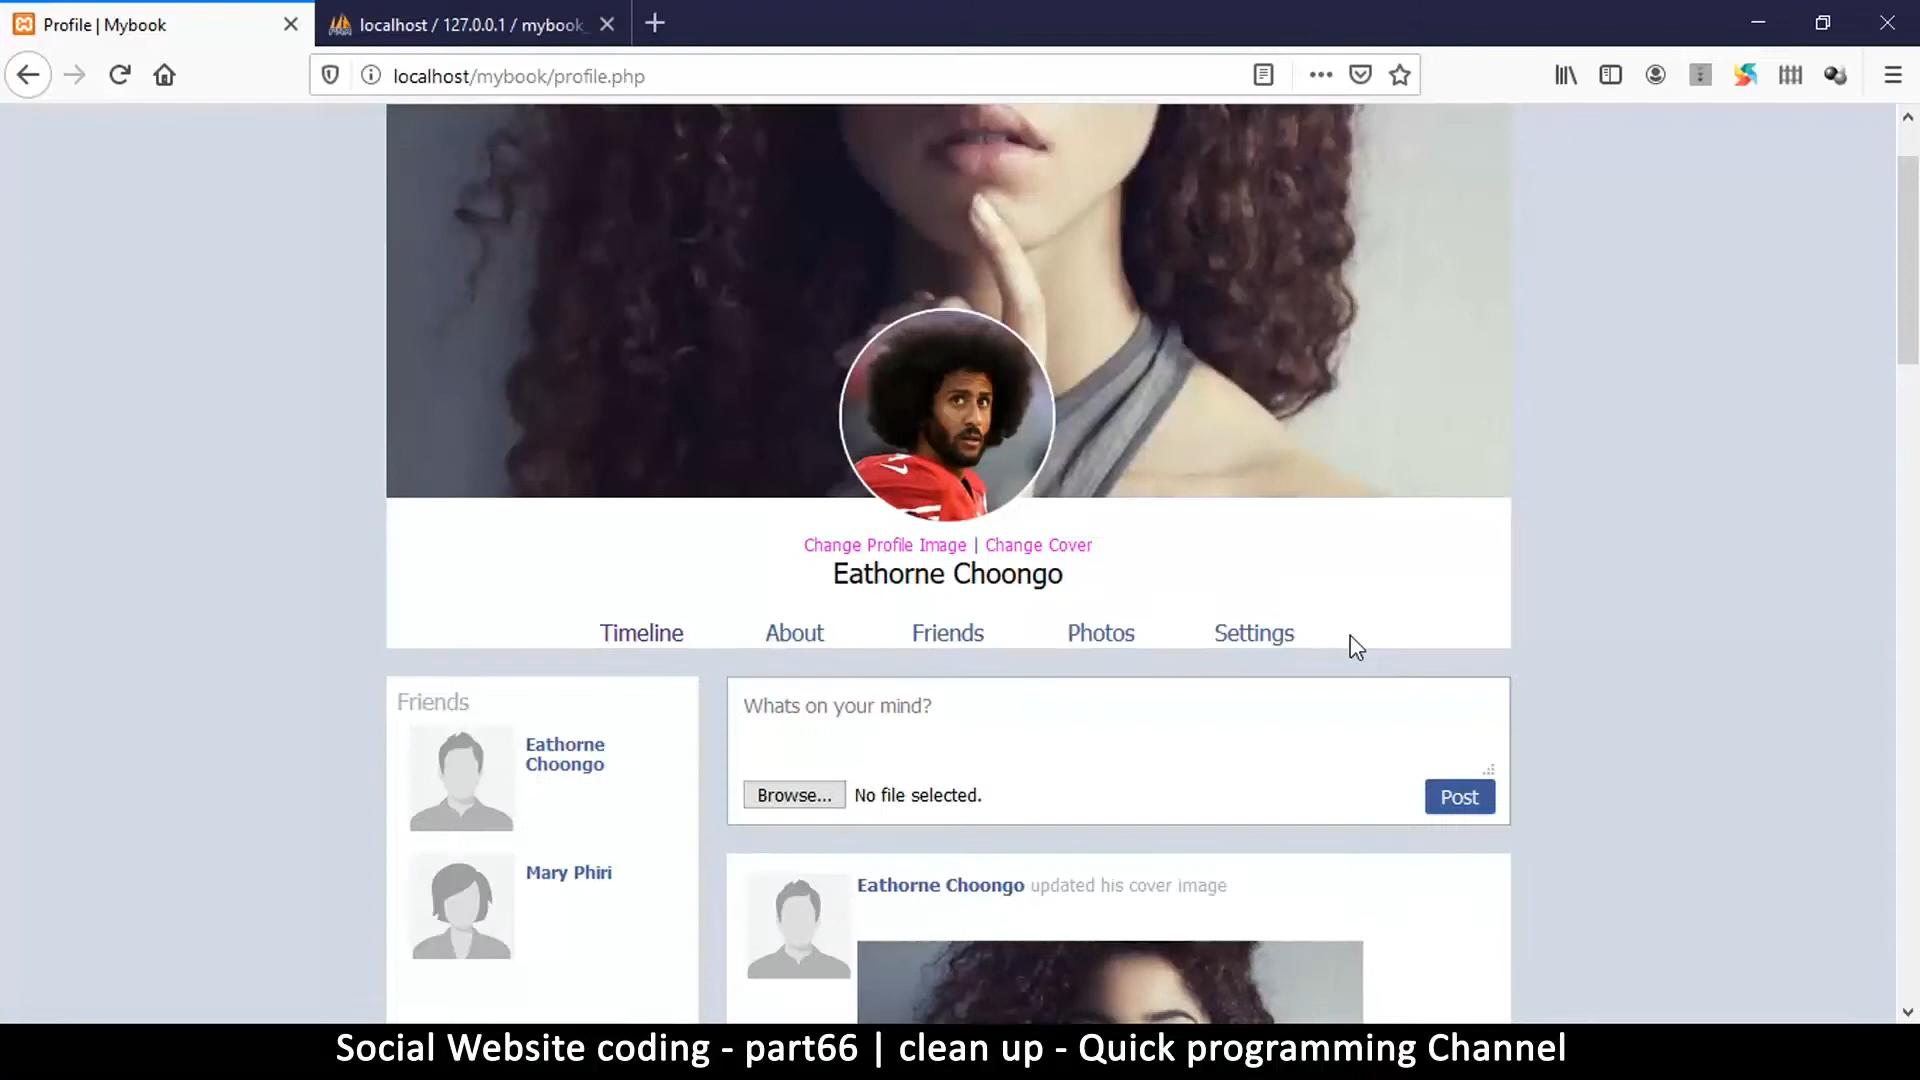 Profile | Mybook
localhost / 127.0.0.1 / mybook_
localhost/mybook/profile.php
Change Profile Image | Change Cover
Eathorne Choongo
Timeline About Friends Photos Settings
Friends
Eathorne
Choongo
Mary Phiri
Whats on your mind?
Browse... No file selected.
Post
Eathorne Choongo updated his cover image
Social Website coding - part66 | clean up - Quick programming Channel